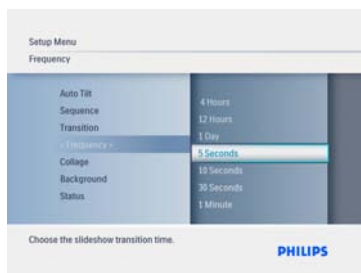 Setup Menu
Frequency
Auto Tilt
Sequence
Transition
‹ Frequency ›
Collage
Background
Status
4 Hours
12 Hours
1 Day
5 Seconds
10 Seconds
30 Seconds
1 Minute
Choose the slideshow transition time.
PHILIPS